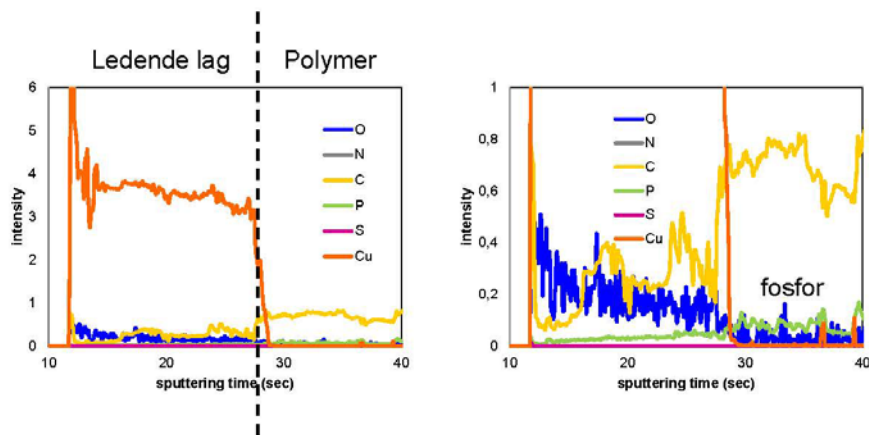 Ledende lag
Polymer
6
5
4
3
2
1
0
intensity
O
N
C
P
S
Cu
10
20
30
40
sputtering time (sec)
1
0,8
0,6
0,4
0,2
0
intensity
O
N
C
P
S
Cu
fosfor
10
20
30
40
sputtering time (sec)